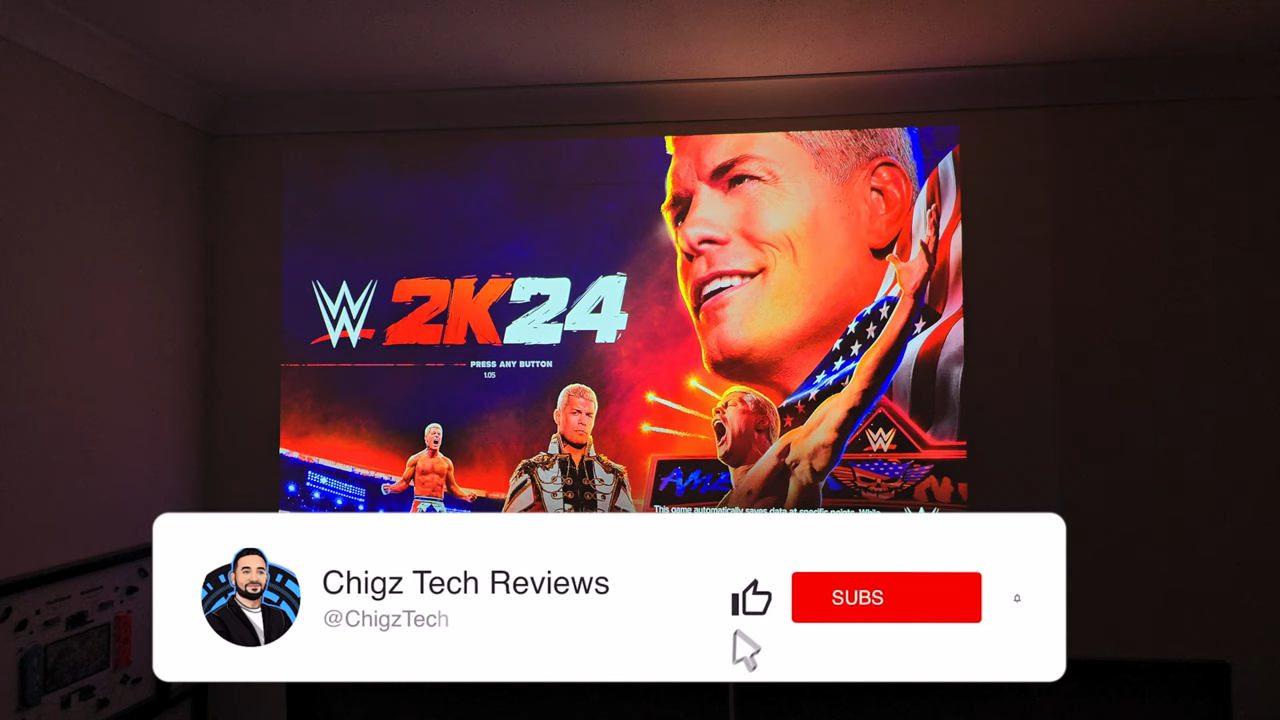 W 2K24
PRESS ANY BUTTON
1.05
W
This game automatically saves data at specific points. While
Chigz Tech Reviews
@ChigzTech
SUBS